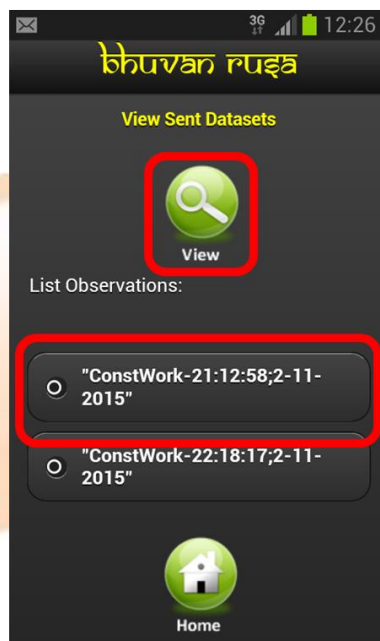 3G
12:26
bhuvan rusa
View Sent Datasets
View
List Observations:
"ConstWork-21:12:58;2-11-
2015"
"ConstWork-22:18:17;2-11-
2015"
Home